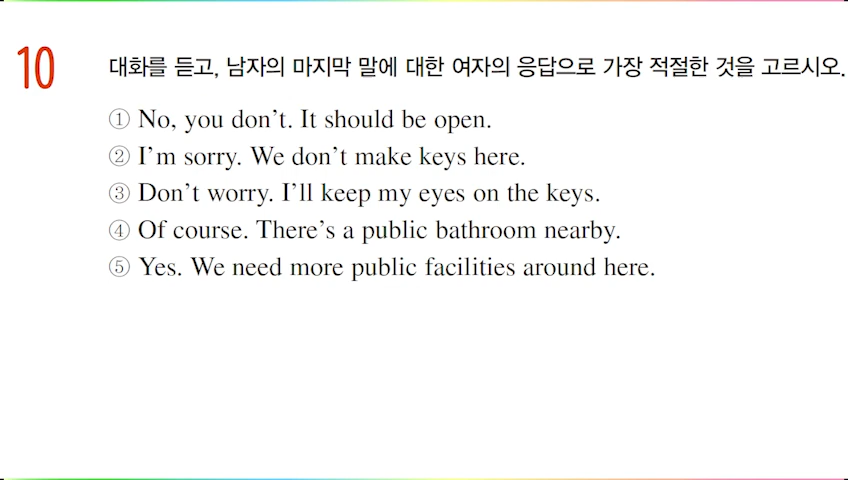 10
대화를 듣고, 남자의 마지막 말에 대한 여자의 응답으로 가장 적절한 것을 고르시오.
① No, you don’t. It should be open.
② I’m sorry. We don’t make keys here.
③ Don’t worry. I’ll keep my eyes on the keys.
④ Of course. There’s a public bathroom nearby.
⑤ Yes. We need more public facilities around here.